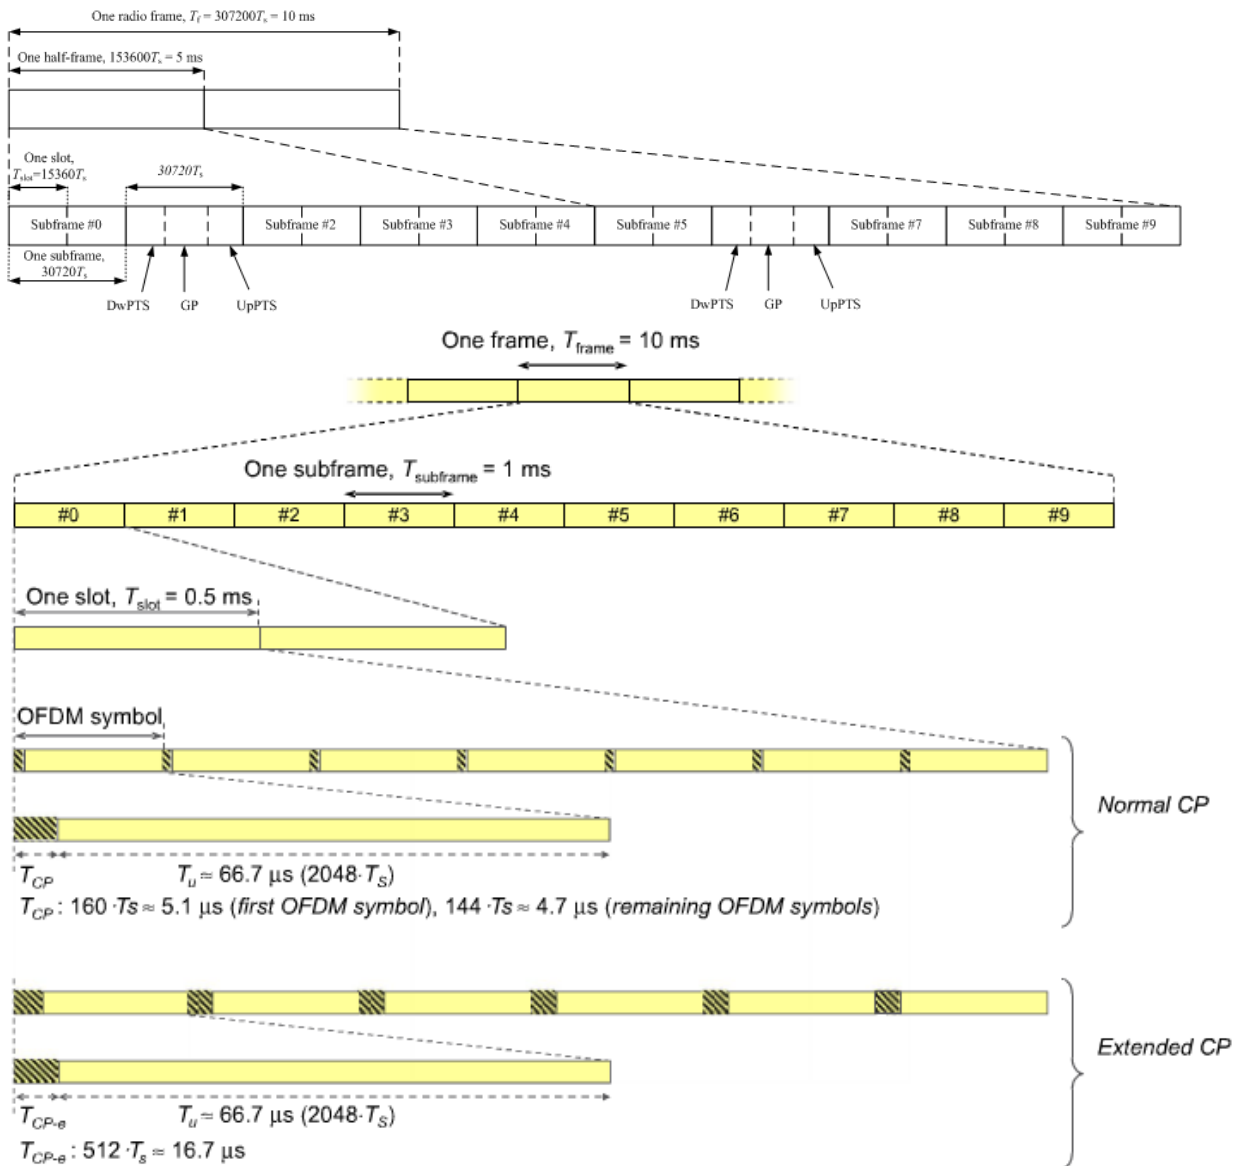 One radio frame, Tf = 307200Ts = 10 ms
One half-frame, 153600Ts = 5 ms
One slot,
Tslot=15360Ts
30720Ts
Subframe #0
Subframe #2
Subframe #3
Subframe #4
Subframe #5
Subframe #7
Subframe #8
Subframe #9
One subframe,
30720Ts
DwPTS
GP
UpPTS
DwPTS
GP
UpPTS
One frame, Tframe = 10 ms
One subframe, Tsubframe = 1 ms
#0 #1 #2 #3 #4 #5 #6 #7 #8 #9
One slot, Tslot = 0.5 ms
OFDM symbol
Normal CP
TCP
Tu ≈ 66.7 μs (2048·TS)
TCP : 160 ·Ts ≈ 5.1 μs (first OFDM symbol), 144 ·Ts ≈ 4.7 μs (remaining OFDM symbols)
Extended CP
TCP-e
Tu ≈ 66.7 μs (2048·TS)
TCP-e : 512 ·Ts ≈ 16.7 μs